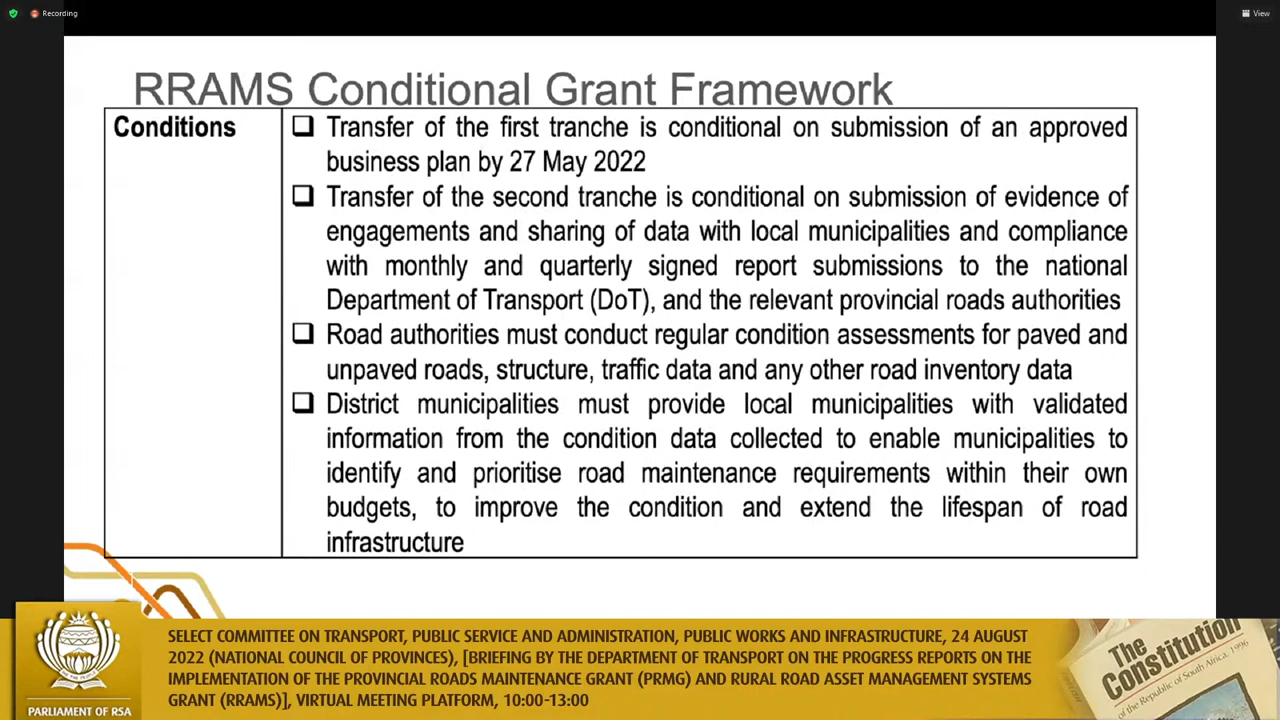 Recording
View
RRAMS Conditional Grant Framework
Conditions
❑ Transfer of the first tranche is conditional on submission of an approved
business plan by 27 May 2022
❑ Transfer of the second tranche is conditional on submission of evidence of
engagements and sharing of data with local municipalities and compliance
with monthly and quarterly signed report submissions to the national
Department of Transport (DoT), and the relevant provincial roads authorities
❑ Road authorities must conduct regular condition assessments for paved and
unpaved roads, structure, traffic data and any other road inventory data
❑ District municipalities must provide local municipalities with validated
information from the condition data collected to enable municipalities to
identify and prioritise road maintenance requirements within their own
budgets, to improve the condition and extend the lifespan of road
infrastructure
SELECT COMMITTEE ON TRANSPORT, PUBLIC SERVICE AND ADMINISTRATION, PUBLIC WORKS AND INFRASTRUCTURE, 24 AUGUST
2022 (NATIONAL COUNCIL OF PROVINCES), [BRIEFING BY THE DEPARTMENT OF TRANSPORT ON THE PROGRESS REPORTS ON THE
IMPLEMENTATION OF THE PROVINCIAL ROADS MAINTENANCE GRANT (PRMG) AND RURAL ROAD ASSET MANAGEMENT SYSTEMS
GRANT (RRAMS)], VIRTUAL MEETING PLATFORM, 10:00-13:00
PARLIAMENT OF RSA
The
Constitution
of the Republic of South Africa, 1996